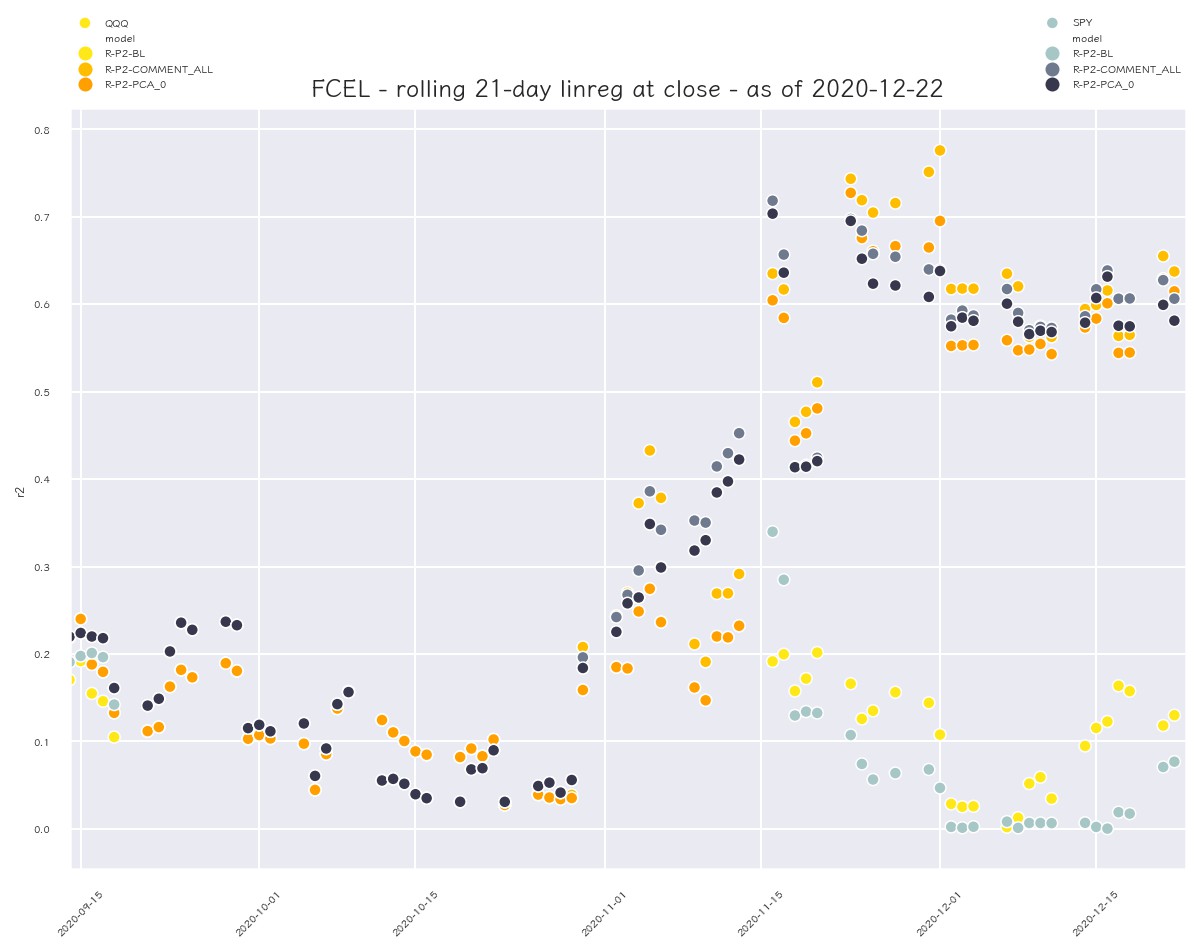 QQQ
model
R-P2-BL
R-P2-COMMENT_ALL
R-P2-PCA_0
SPY
model
R-P2-BL
R-P2-COMMENT_ALL
R-P2-PCA_0
FCEL - rolling 21-day linreg at close - as of 2020-12-22
0.8
0.7
0.6
0.5
0.4
0.3
0.2
0.1
0.0
r2
2020-09-15
2020-10-01
2020-10-15
2020-11-01
2020-11-15
2020-12-01
2020-12-15